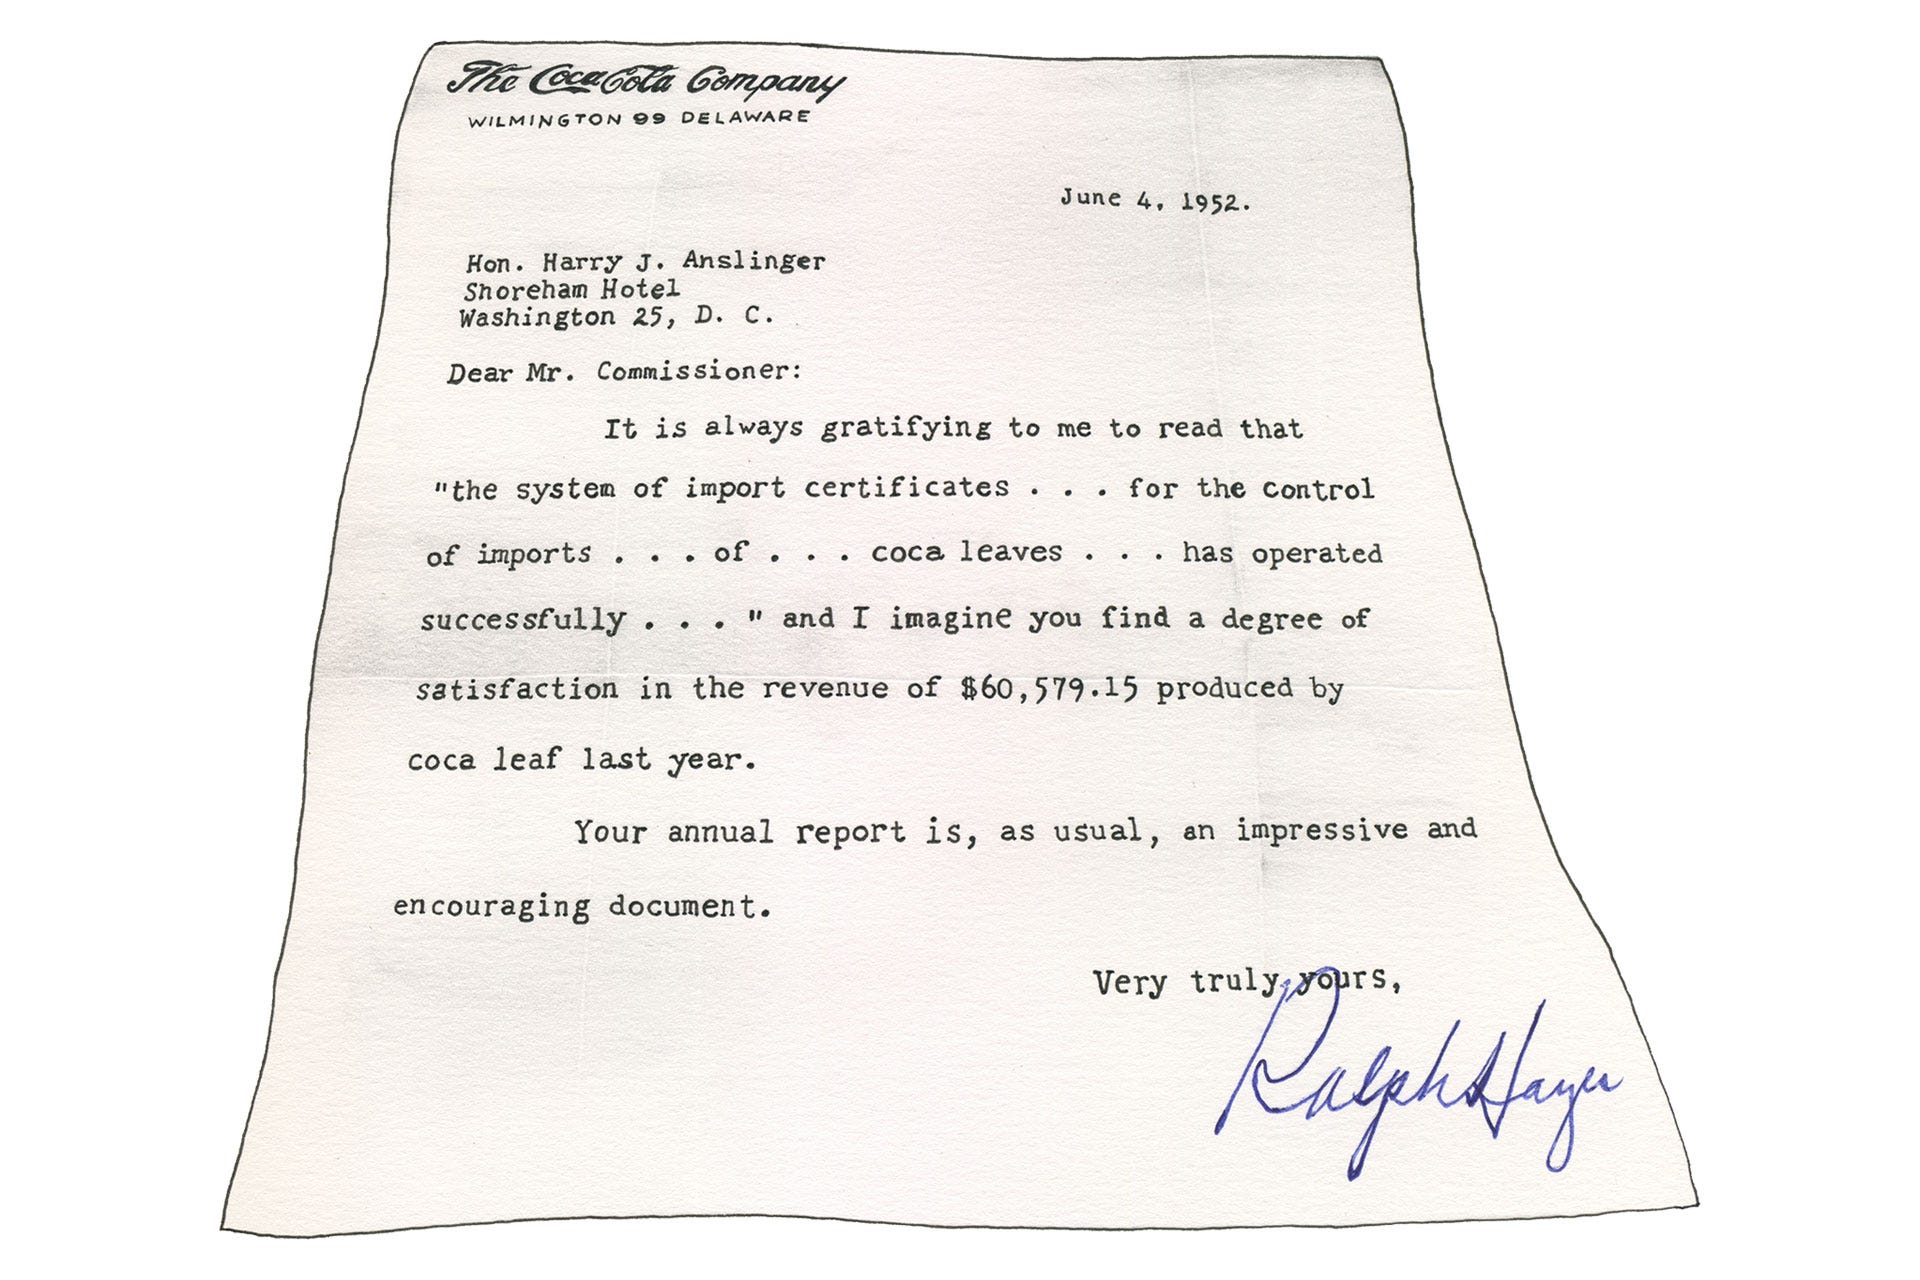 The Coca-Cola Company
WILMINGTON 99 DELAWARE
June 4, 1952.
Hon. Harry J. Anslinger
Shoreham Hotel
Washington 25, D. C.
Dear Mr. Commissioner:
It is always gratifying to me to read that
"the system of import certificates . . . for the control
of imports . . . of . . . coca leaves . . . has operated
successfully . . . " and I imagine you find a degree of
satisfaction in the revenue of $60,579.15 produced by
coca leaf last year.
Your annual report is, as usual, an impressive and
encouraging document.
Very truly yours,
Ralph Hayes